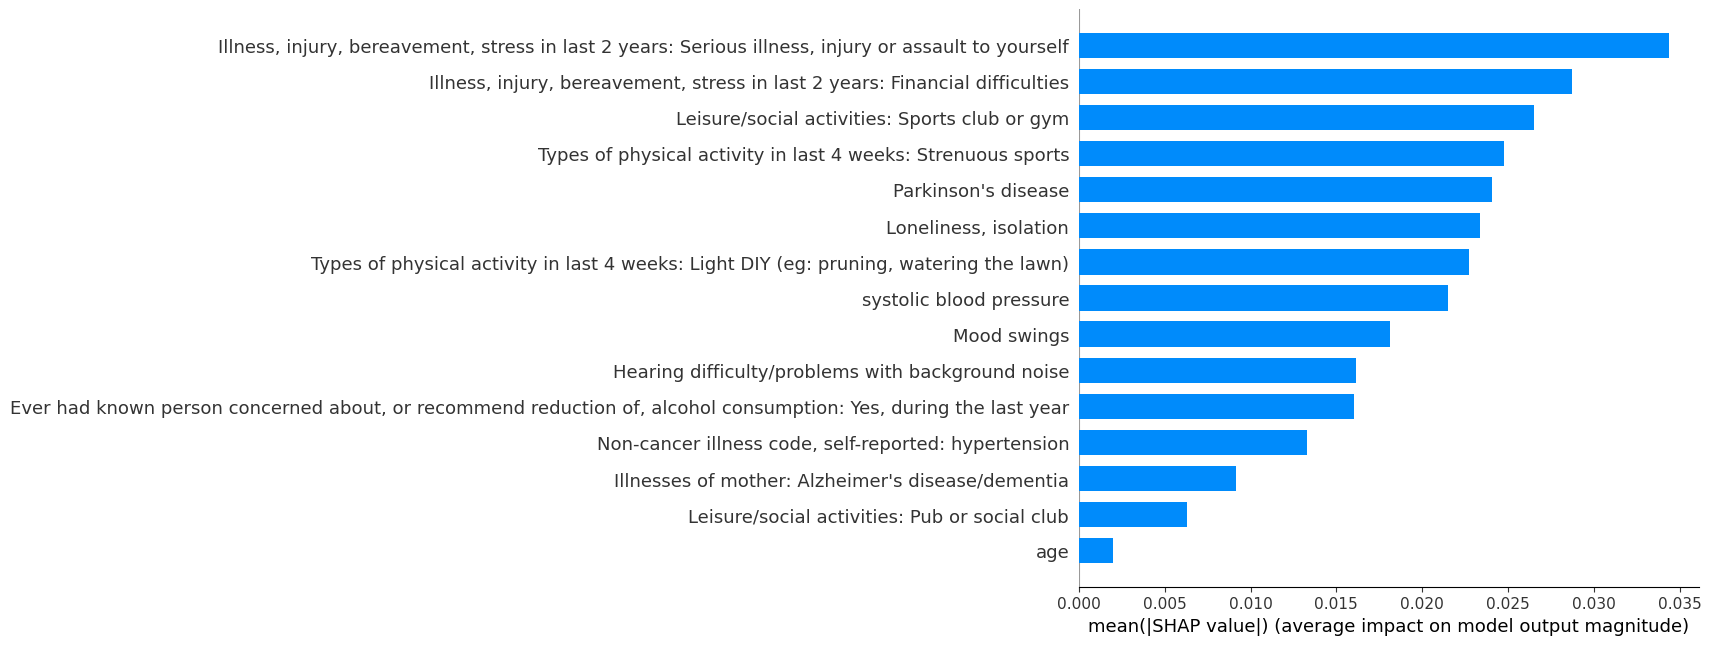 Illness, injury, bereavement, stress in last 2 years: Serious illness, injury or assault to yourself
Illness, injury, bereavement, stress in last 2 years: Financial difficulties
Leisure/social activities: Sports club or gym
Types of physical activity in last 4 weeks: Strenuous sports
Parkinson's disease
Loneliness, isolation
Types of physical activity in last 4 weeks: Light DIY (eg: pruning, watering the lawn)
systolic blood pressure
Mood swings
Hearing difficulty/problems with background noise
Ever had known person concerned about, or recommend reduction of, alcohol consumption: Yes, during the last year
Non-cancer illness code, self-reported: hypertension
Illnesses of mother: Alzheimer's disease/dementia
Leisure/social activities: Pub or social club
age
0.000 0.005 0.010 0.015 0.020 0.025 0.030 0.035
mean(|SHAP value|) (average impact on model output magnitude)